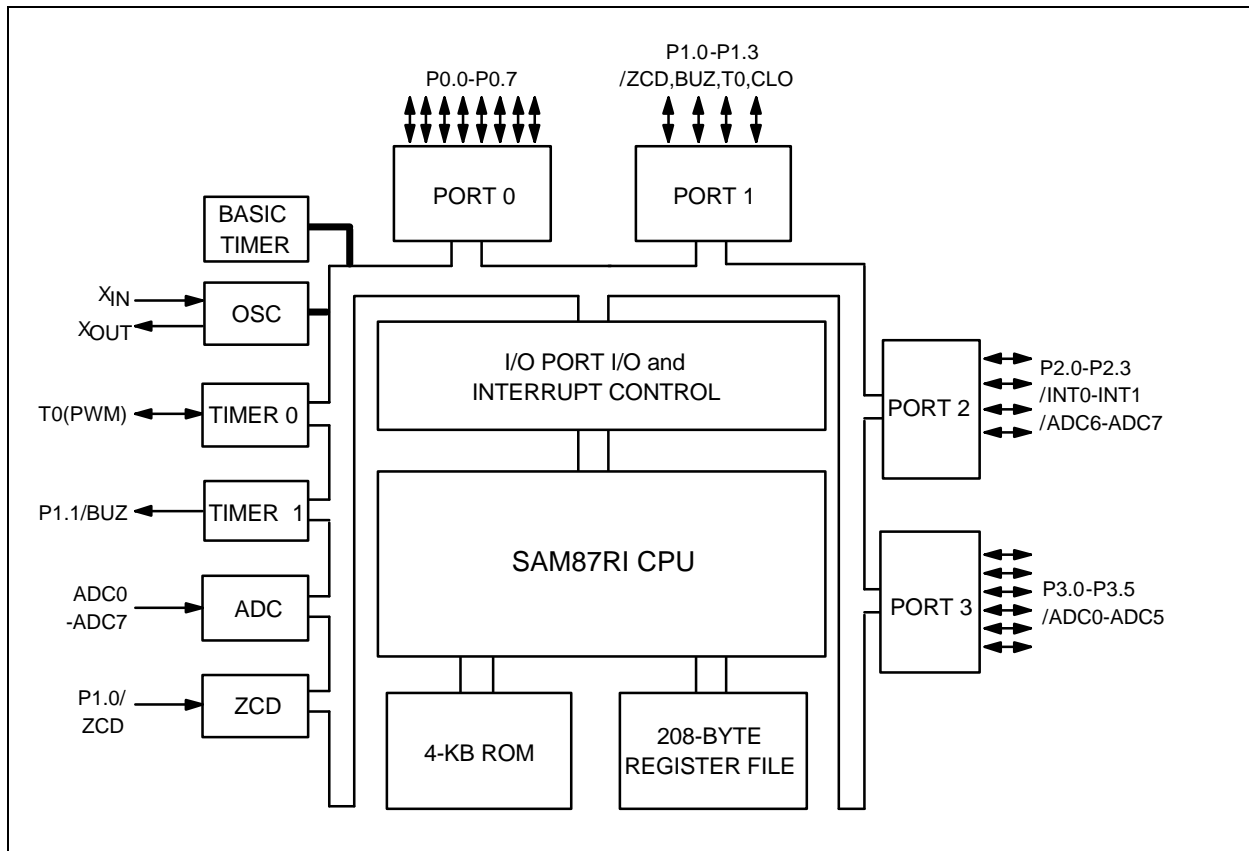 P0.0-P0.7
P1.0-P1.3
/ZCD,BUZ,T0,CLO
PORT 0
PORT 1
BASIC
TIMER
XIN
XOUT
OSC
I/O PORT I/O and
INTERRUPT CONTROL
PORT 2
P2.0-P2.3
/INT0-INT1
/ADC6-ADC7
T0(PWM)
TIMER 0
P1.1/BUZ
TIMER 1
SAM87RI CPU
ADC0
-ADC7
ADC
PORT 3
P3.0-P3.5
/ADC0-ADC5
P1.0/
ZCD
ZCD
4-KB ROM
208-BYTE
REGISTER FILE